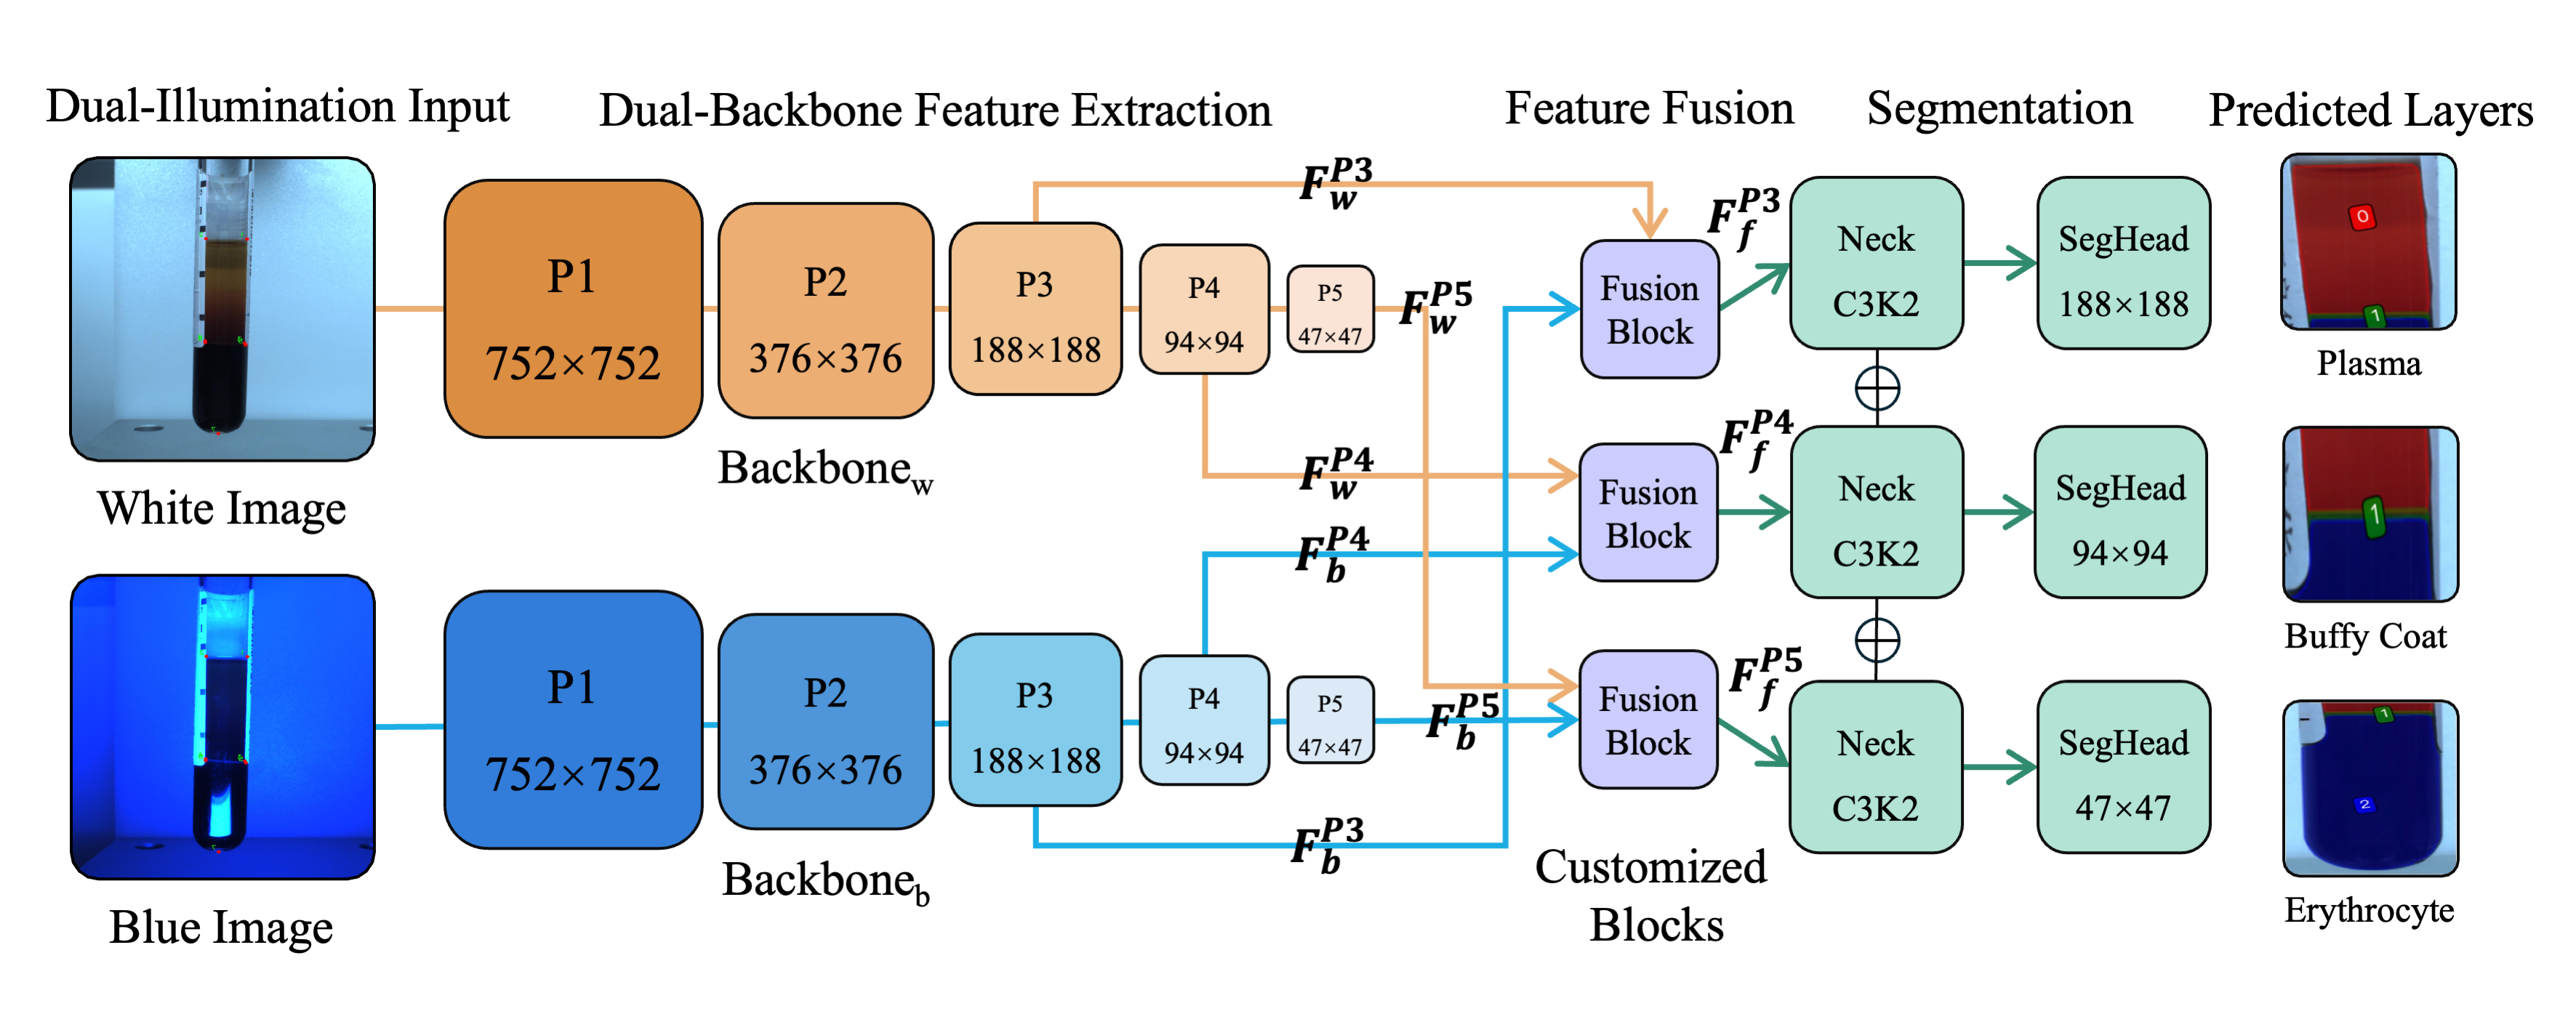 Dual-Illumination Input
Dual-Backbone Feature Extraction
Feature Fusion
Segmentation
Predicted Layers
White Image
Blue Image
P1
752×752
P2
376×376
P3
188×188
P4
94×94
P5
47×47
Backbone_w
P1
752×752
P2
376×376
P3
188×188
P4
94×94
P5
47×47
Backbone_b
F_w^P3
F_w^P5
F_w^P4
F_b^P4
F_b^P5
F_b^P3
Fusion
Block
Fusion
Block
Fusion
Block
Customized
Blocks
F_f^P3
F_f^P4
F_f^P5
Neck
C3K2
SegHead
188×188
Neck
C3K2
SegHead
94×94
Neck
C3K2
SegHead
47×47
0
1
Plasma
1
Buffy Coat
1
2
Erythrocyte